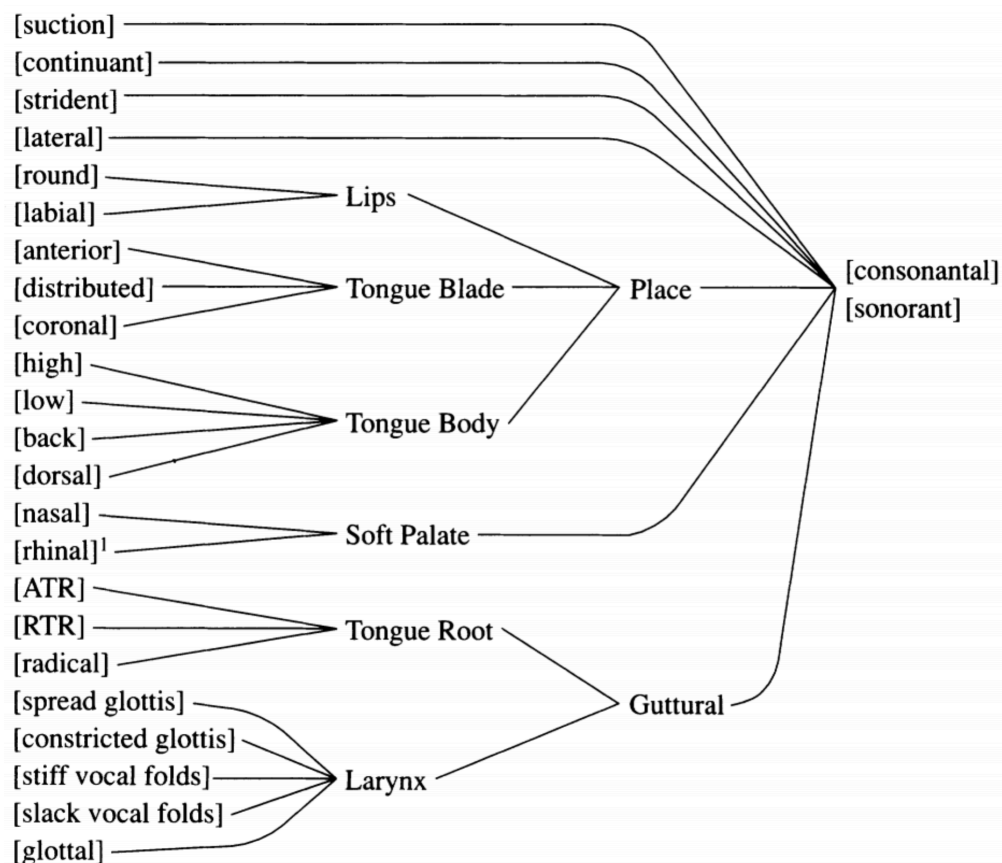 [suction]
[continuant]
[strident]
[lateral]
[round]
[labial]
[anterior]
[distributed]
[coronal]
[high]
[low]
[back]
[dorsal]
[nasal]
[rhinal]¹
[ATR]
[RTR]
[radical]
[spread glottis]
[constricted glottis]
[stiff vocal folds]
[slack vocal folds]
[glottal]
Lips
Tongue Blade
Tongue Body
Soft Palate
Tongue Root
Larynx
Place
Guttural
[consonantal]
[sonorant]